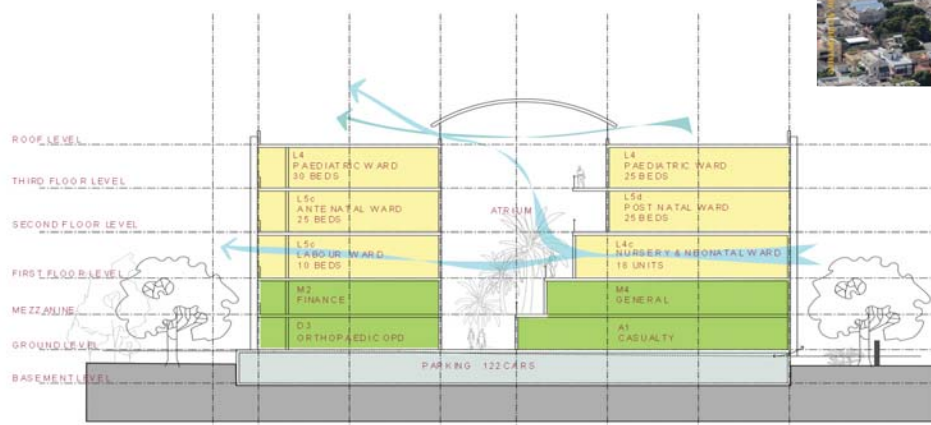 ROOF LEVEL
L4
PAEDIATRIC WARD
30 BEDS
L4
PAEDIATRIC WARD
25 BEDS
THIRD FLOOR LEVEL
L5c
ANTE NATAL WARD
25 BEDS
ATRIUM
L5d
POST NATAL WARD
25 BEDS
SECOND FLOOR LEVEL
L5c
LABOUR WARD
10 BEDS
L4c
NURSERY & NEONATAL WARD
16 UNITS
FIRST FLOOR LEVEL
M2
FINANCE
M4
GENERAL
MEZZANINE
D3
ORTHOPAEDIC OPD
A1
CASUALTY
GROUND LEVEL
PARKING 122 CARS
BASEMENT LEVEL